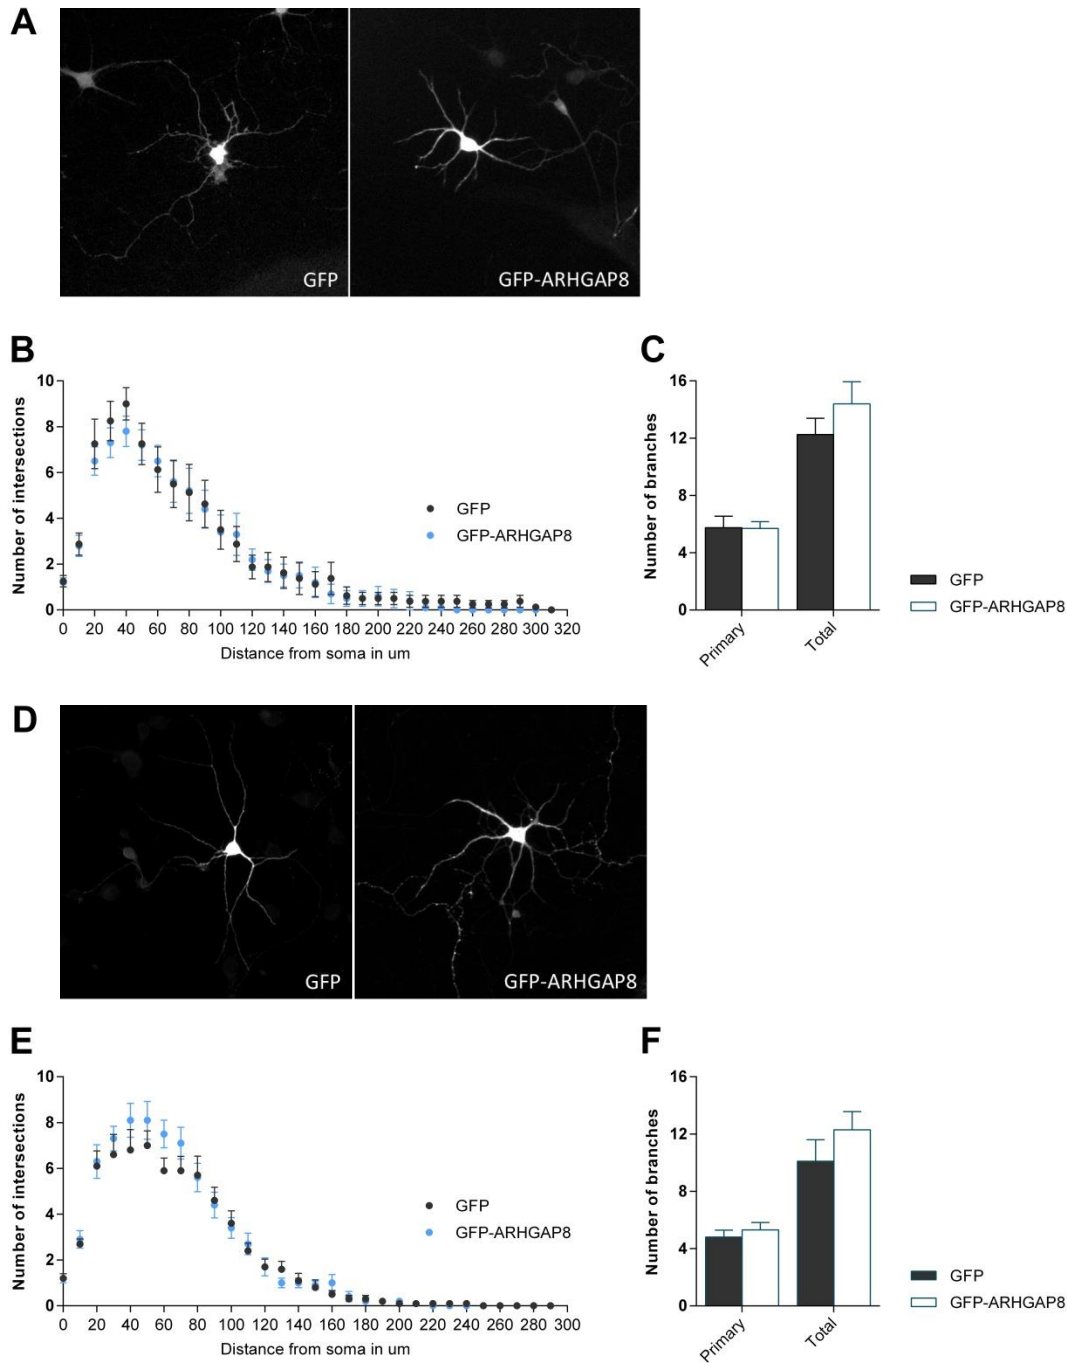 A
GFP
GFP-ARHGAP8
B
10
8
6
4
2
0
Number of intersections
0 20 40 60 80 100 120 140 160 180 200 220 240 260 280 300 320
Distance from soma in um
GFP
GFP-ARHGAP8
C
16
12
8
4
0
Number of branches
Primary
Total
GFP
GFP-ARHGAP8
D
GFP
GFP-ARHGAP8
E
10
8
6
4
2
0
Number of intersections
0 20 40 60 80 100 120 140 160 180 200 220 240 260 280 300
Distance from soma in um
GFP
GFP-ARHGAP8
F
16
12
8
4
0
Number of branches
Primary
Total
GFP
GFP-ARHGAP8